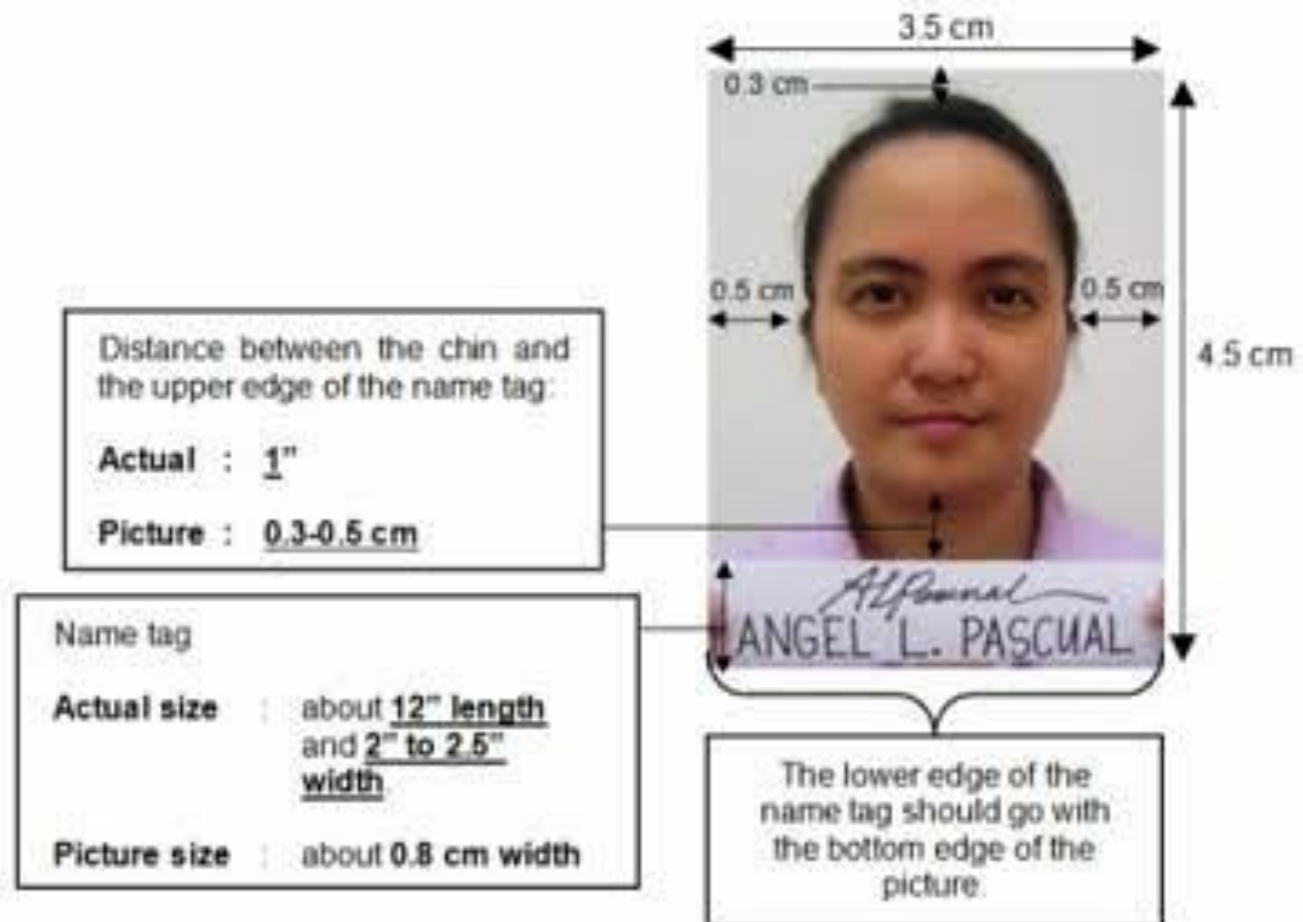 3.5 cm
0.3 cm
0.5 cm
0.5 cm
4.5 cm
Distance between the chin and
the upper edge of the name tag:
Actual : 1"
Picture : 0.3-0.5 cm
ANGEL L. PASCUAL
Name tag
Actual size : about 12" length
and 2" to 2.5"
width
Picture size : about 0.8 cm width
The lower edge of the
name tag should go with
the bottom edge of the
picture.